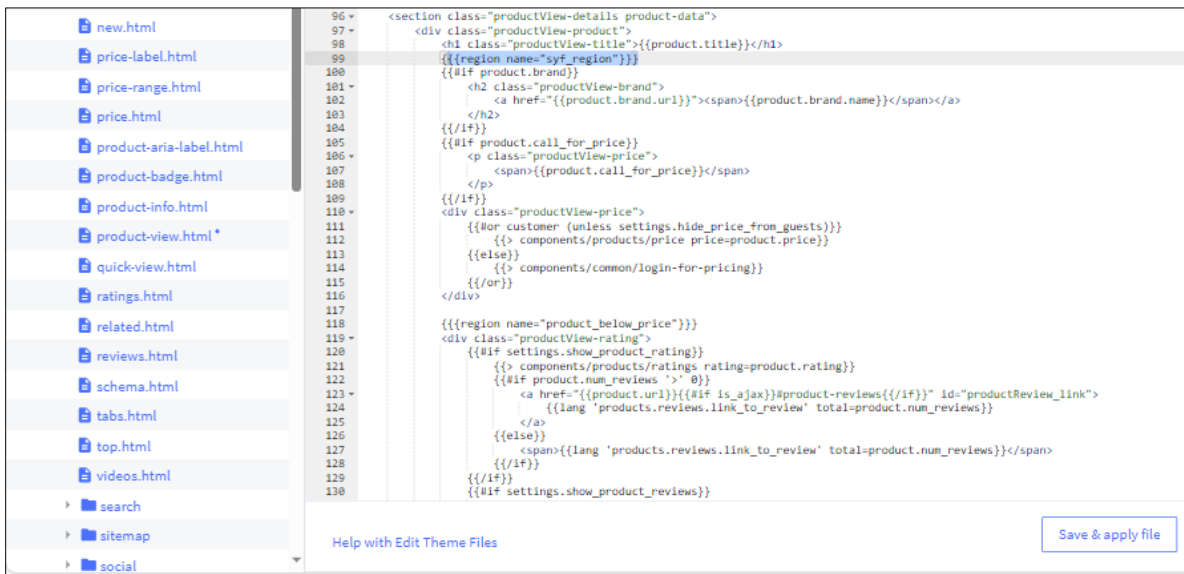 new.html
price-label.html
price-range.html
price.html
product-aria-label.html
product-badge.html
product-info.html
product-view.html *
quick-view.html
ratings.html
related.html
reviews.html
schema.html
tabs.html
top.html
videos.html
search
sitemap
social
96 <section class="productView-details product-data">
97 <div class="productView-product">
98 <h1 class="productView-title">{{product.title}}</h1>
99 {{{region name="syf_region"}}}
100 {{#if product.brand}}
101 <h2 class="productView-brand">
102 <a href="{{product.brand.url}}"><span>{{product.brand.name}}</span></a>
103 </h2>
104 {{/if}}
105 {{#if product.call_for_price}}
106 <p class="productView-price">
107 <span>{{product.call_for_price}}</span>
108 </p>
109 {{/if}}
110 <div class="productView-price">
111 {{#or customer (unless settings.hide_price_from_guests)}}
112 {{> components/products/price price=product.price}}
113 {{else}}
114 {{> components/common/login-for-pricing}}
115 {{/or}}
116 </div>
117
118 {{{region name="product_below_price"}}}
119 <div class="productView-rating">
120 {{#if settings.show_product_rating}}
121 {{> components/products/ratings rating=product.rating}}
122 {{#if product.num_reviews '>' 0}}
123 <a href="{{product.url}}{{#if is_ajax}}#product-reviews{{/if}}" id="productReview_link">
124 {{lang 'products.reviews.link_to_review' total=product.num_reviews}}
125 </a>
126 {{else}}
127 <span>{{lang 'products.reviews.link_to_review' total=product.num_reviews}}</span>
128 {{/if}}
129 {{/if}}
130 {{#if settings.show_product_reviews}}
Help with Edit Theme Files
Save & apply file